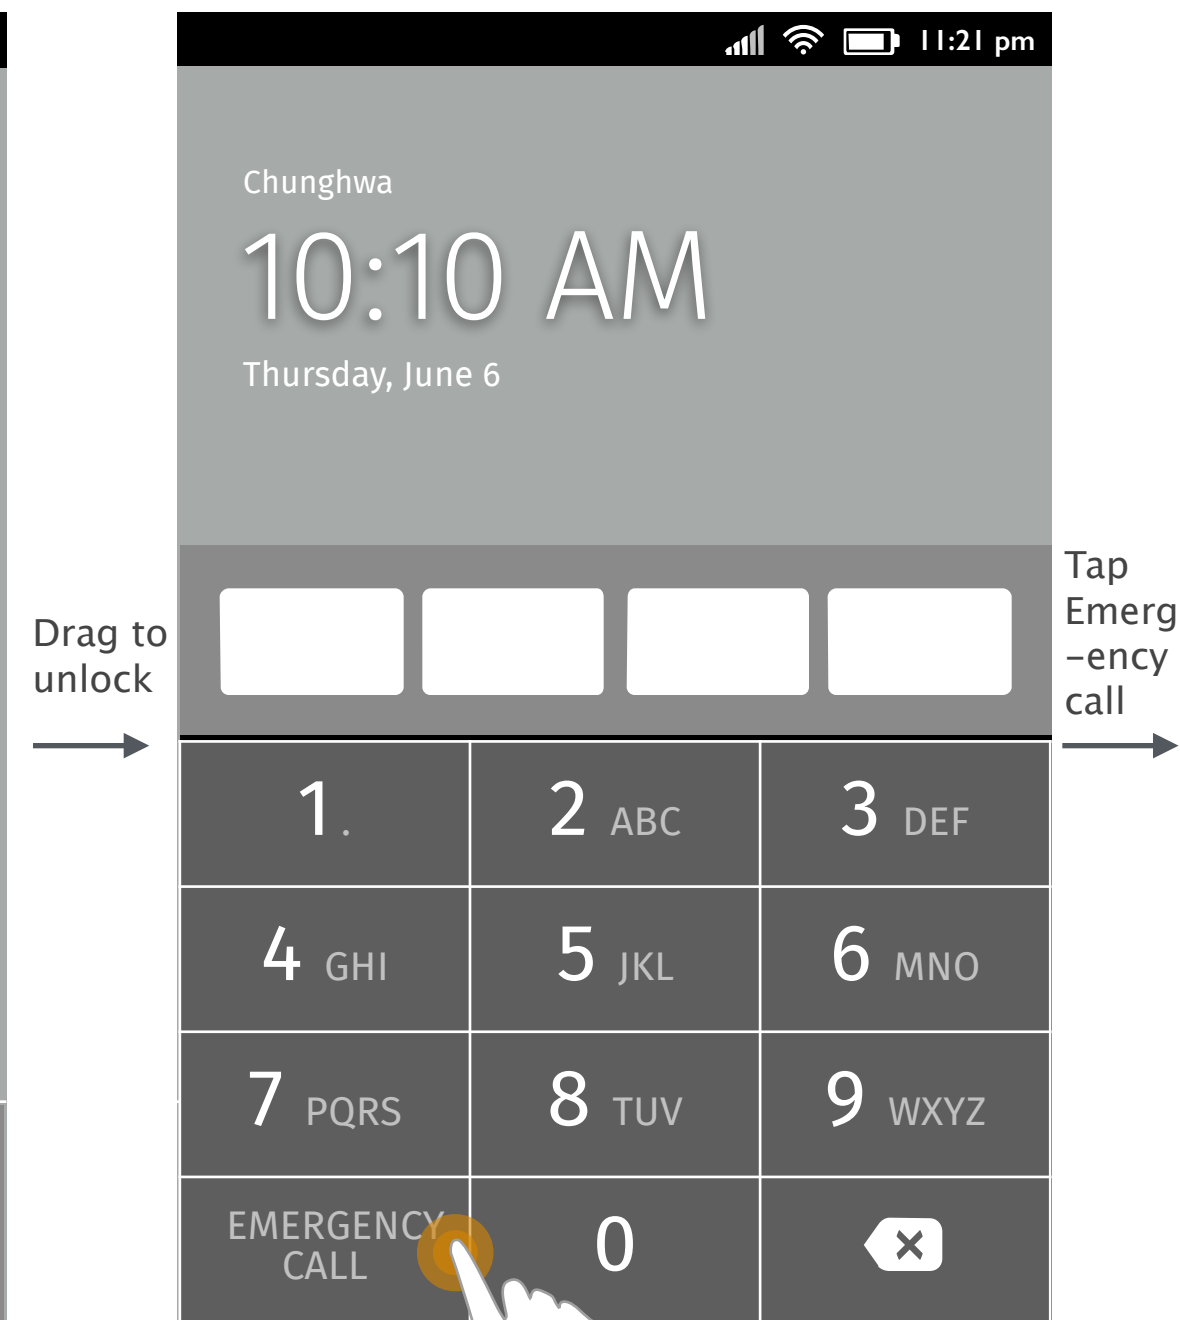 11:21 pm
Chunghwa
10:10 AM
Thursday, June 6
Drag to
unlock
Tap
Emerg
-ency
call
1 .
2 ABC
3 DEF
4 GHI
5 JKL
6 MNO
7 PQRS
8 TUV
9 WXYZ
EMERGENCY
CALL
0